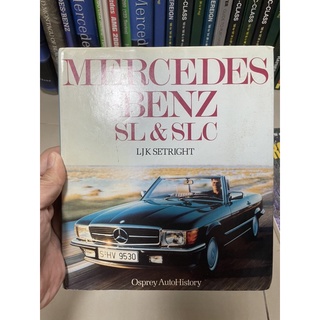 MERCEDES
BENZ
SL & SLC
LJK SETRIGHT
S·HV 9530
Osprey AutoHistory